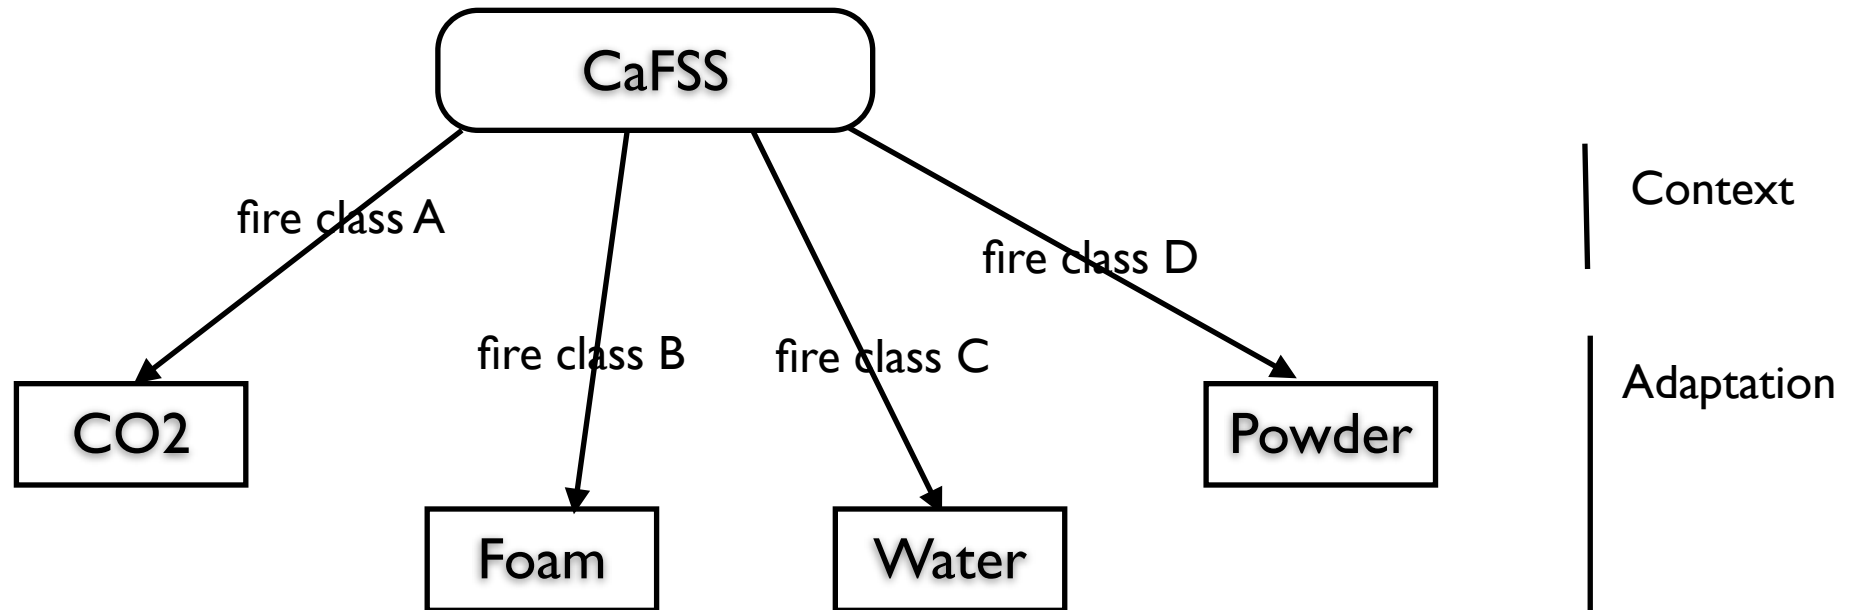 CaFSS
Context
fire class A
fire class D
fire class B
fire class C
Adaptation
CO2
Powder
Foam
Water